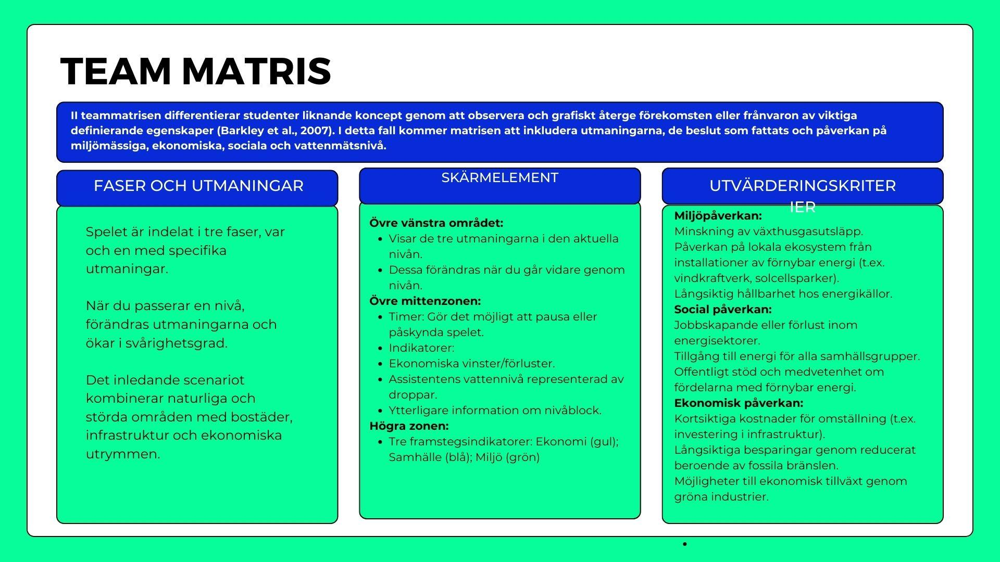 TEAM MATRIS
II teammatrisen differentierar studenter liknande koncept genom att observera och grafiskt återge förekomsten eller frånvaron av viktiga
definierande egenskaper (Barkley et al., 2007). I detta fall kommer matrisen att inkludera utmaningarna, de beslut som fattats och påverkan på
miljömässiga, ekonomiska, sociala och vattenmätsnivå.
FASER OCH UTMANINGAR
Spelet är indelat i tre faser, var
och en med specifika
utmaningar.
När du passerar en nivå,
förändras utmaningarna och
ökar i svårighetsgrad.
Det inledande scenariot
kombinerar naturliga och
störda områden med bostäder,
infrastruktur och ekonomiska
utrymmen.
SKÄRMELEMENT
Övre vänstra området:
• Visar de tre utmaningarna i den aktuella
nivån.
• Dessa förändras när du går vidare genom
nivån.
Övre mittenzonen:
• Timer: Gör det möjligt att pausa eller
påskynda spelet.
• Indikatorer:
• Ekonomiska vinster/förluster.
• Assistentens vattennivå representerad av
droppar.
• Ytterligare information om nivåblock.
Högra zonen:
• Tre framstegsindikatorer: Ekonomi (gul);
Samhälle (blå); Miljö (grön)
UTVÄRDERINGSKRITER
IER
Miljöpåverkan:
Minskning av växthusgasutsläpp.
Påverkan på lokala ekosystem från
installationer av förnybar energi (t.ex.
vindkraftverk, solcellsparker).
Långsiktig hållbarhet hos energikällor.
Social påverkan:
Jobbskapande eller förlust inom
energisektorer.
Tillgång till energi för alla samhällsgrupper.
Offentligt stöd och medvetenhet om
fördelarna med förnybar energi.
Ekonomisk påverkan:
Kortsiktiga kostnader för omställning (t.ex.
investering i infrastruktur).
Långsiktiga besparingar genom reducerat
beroende av fossila bränslen.
Möjligheter till ekonomisk tillväxt genom
gröna industrier.